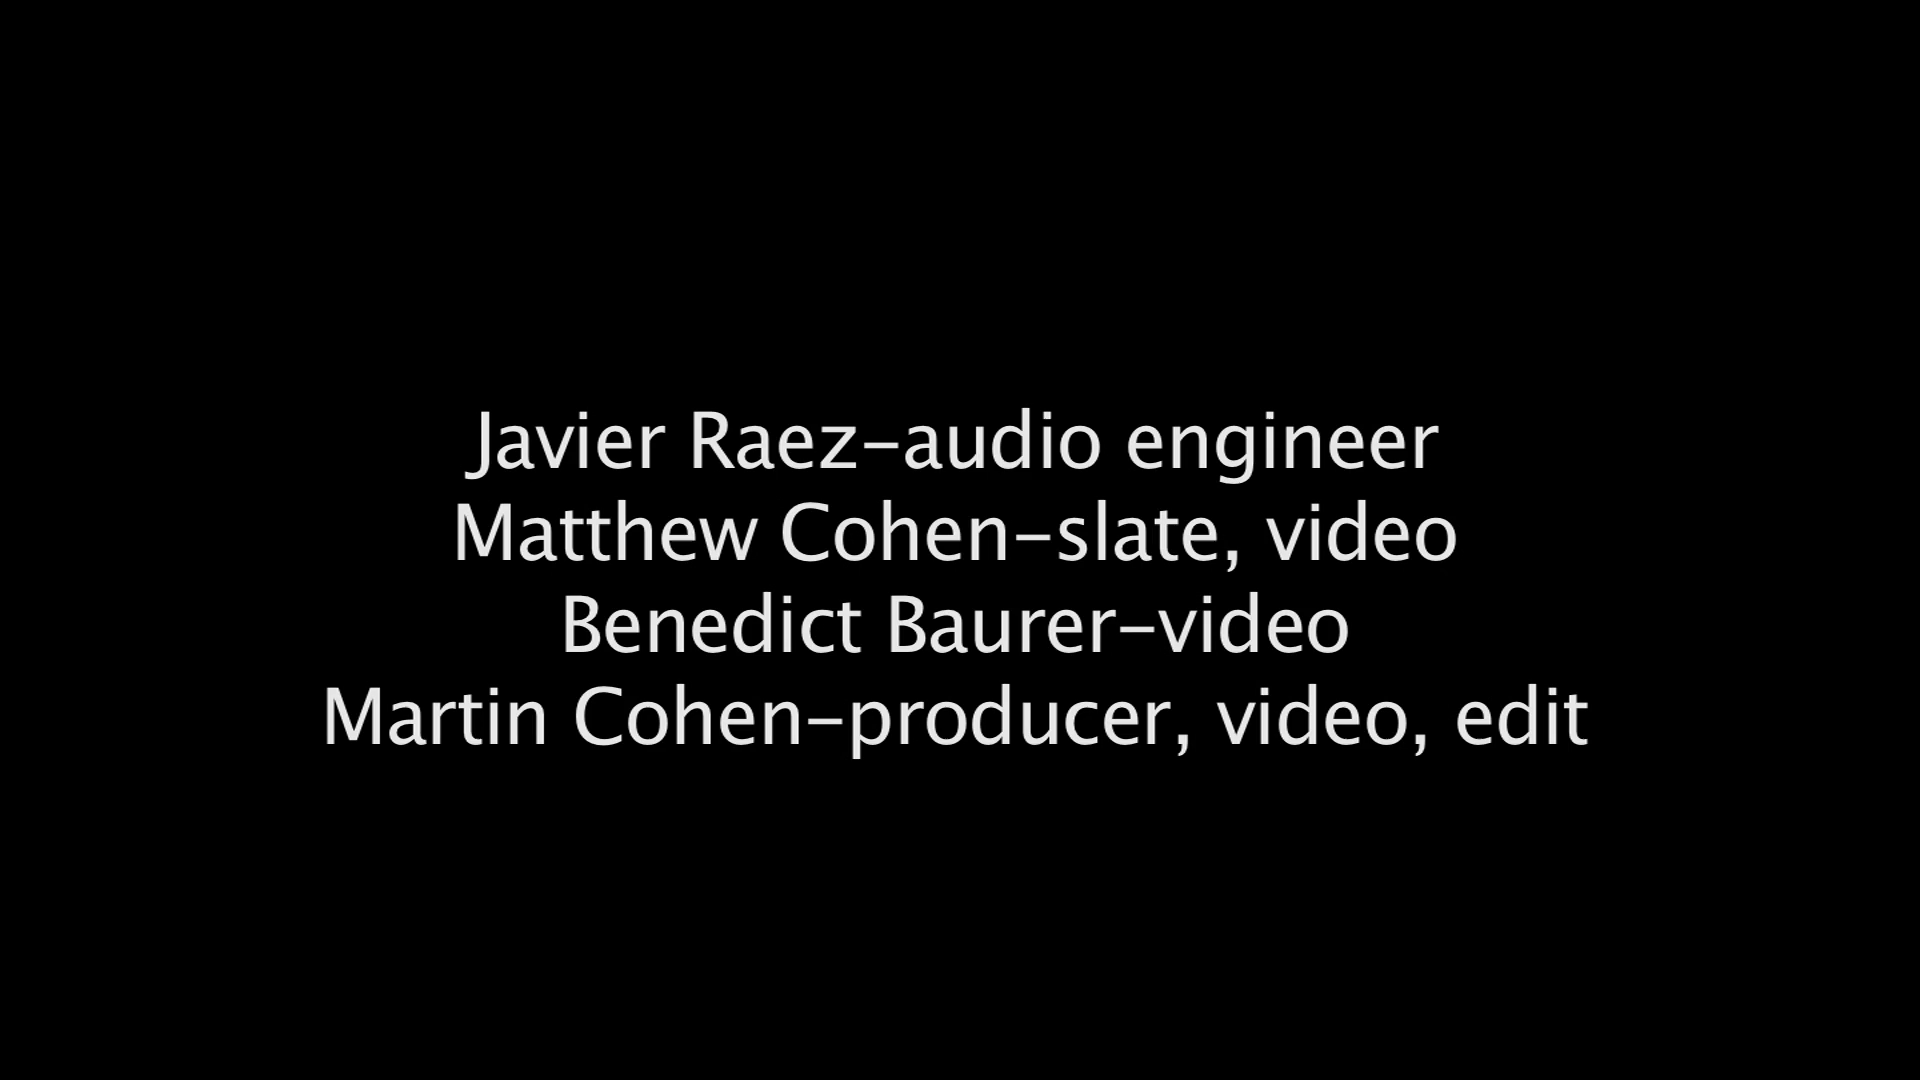 Javier Raez-audio engineer
Matthew Cohen-slate, video
Benedict Baurer-video
Martin Cohen-producer, video, edit